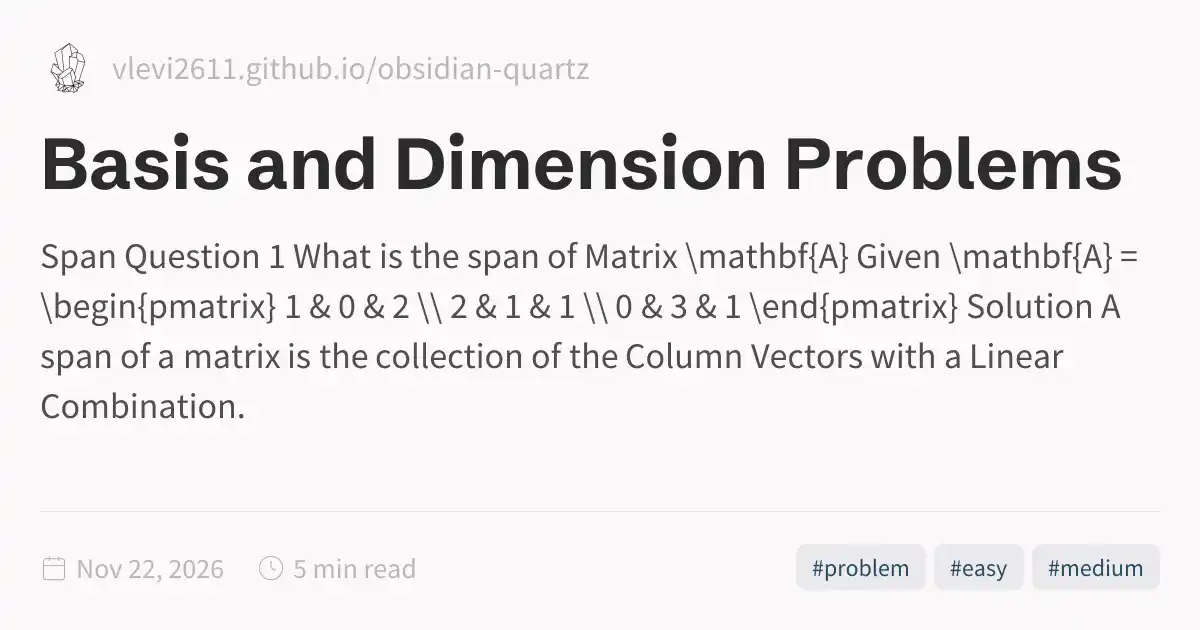 vlevi2611.github.io/obsidian-quartz
Basis and Dimension Problems
Span Question 1 What is the span of Matrix \mathbf{A} Given \mathbf{A} =
\begin{pmatrix} 1 & 0 & 2 \\ 2 & 1 & 1 \\ 0 & 3 & 1 \end{pmatrix} Solution A
span of a matrix is the collection of the Column Vectors with a Linear
Combination.
Nov 22, 2026 5 min read #problem #easy #medium